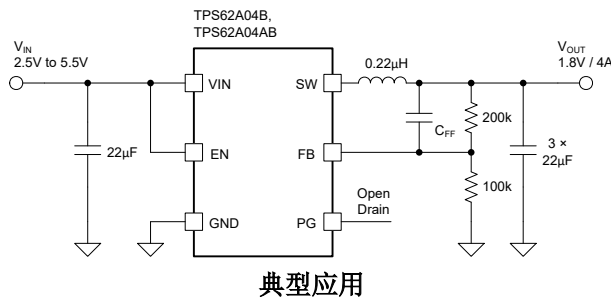 TPS62A04B,
TPS62A04AB
VIN
2.5V to 5.5V
0.22µH
VOUT
1.8V / 4A
VIN
SW
22µF
CFF
200k
3 ×
22µF
EN
FB
100k
Open
Drain
GND
PG
典型应用